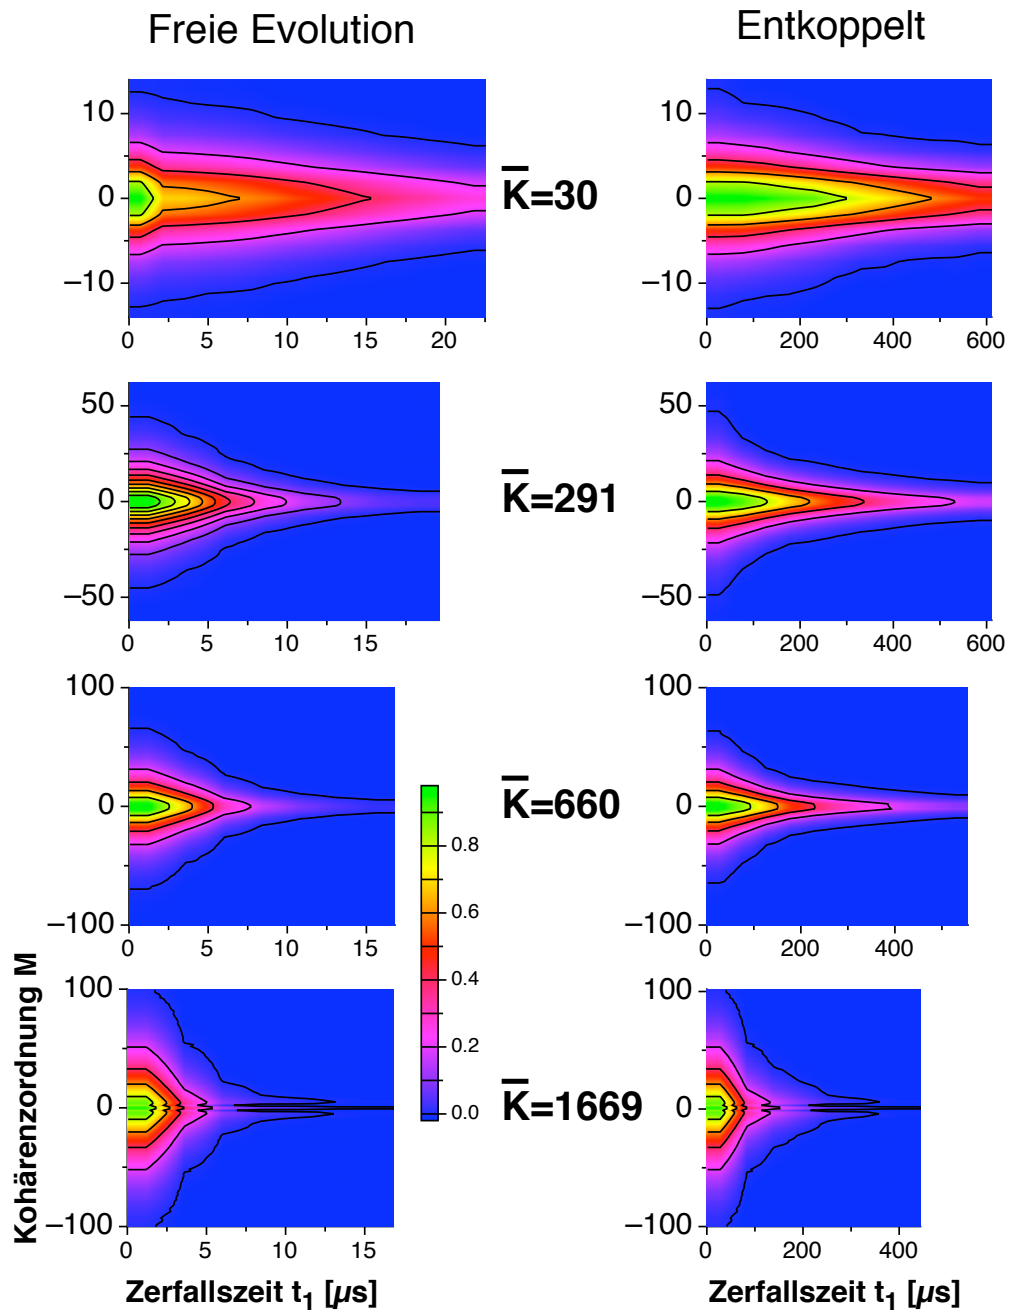 Freie Evolution
Entkoppelt
10
0
−10
0 5 10 15 20
K̅=30
10
0
−10
0 200 400 600
50
0
−50
0 5 10 15
K̅=291
50
0
−50
0 200 400 600
100
0
−100
0 5 10 15
0.8
0.6
0.4
0.2
0.0
K̅=660
100
0
−100
0 200 400
Kohärenzordnung M
100
0
−100
0 5 10 15
K̅=1669
100
0
−100
0 200 400
Zerfallszeit t₁ [µs]
Zerfallszeit t₁ [µs]